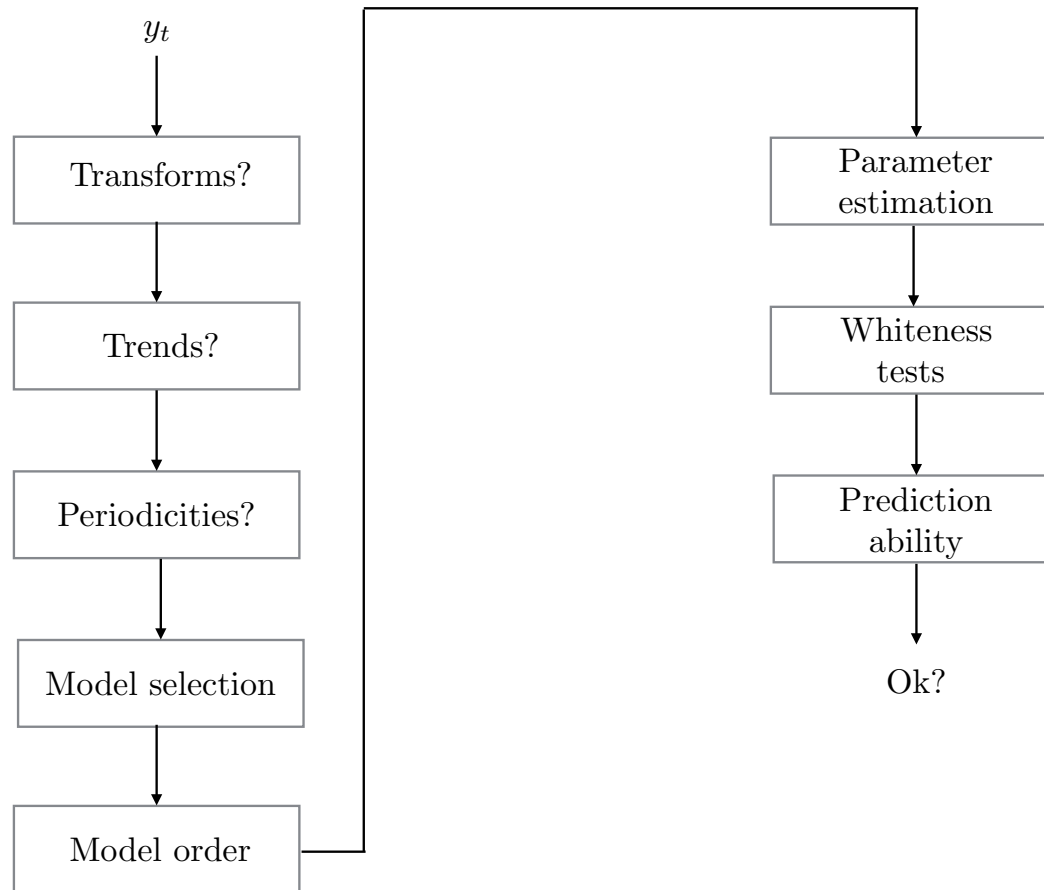 y_t
Transforms?
Trends?
Periodicities?
Model selection
Model order
Parameter
estimation
Whiteness
tests
Prediction
ability
Ok?